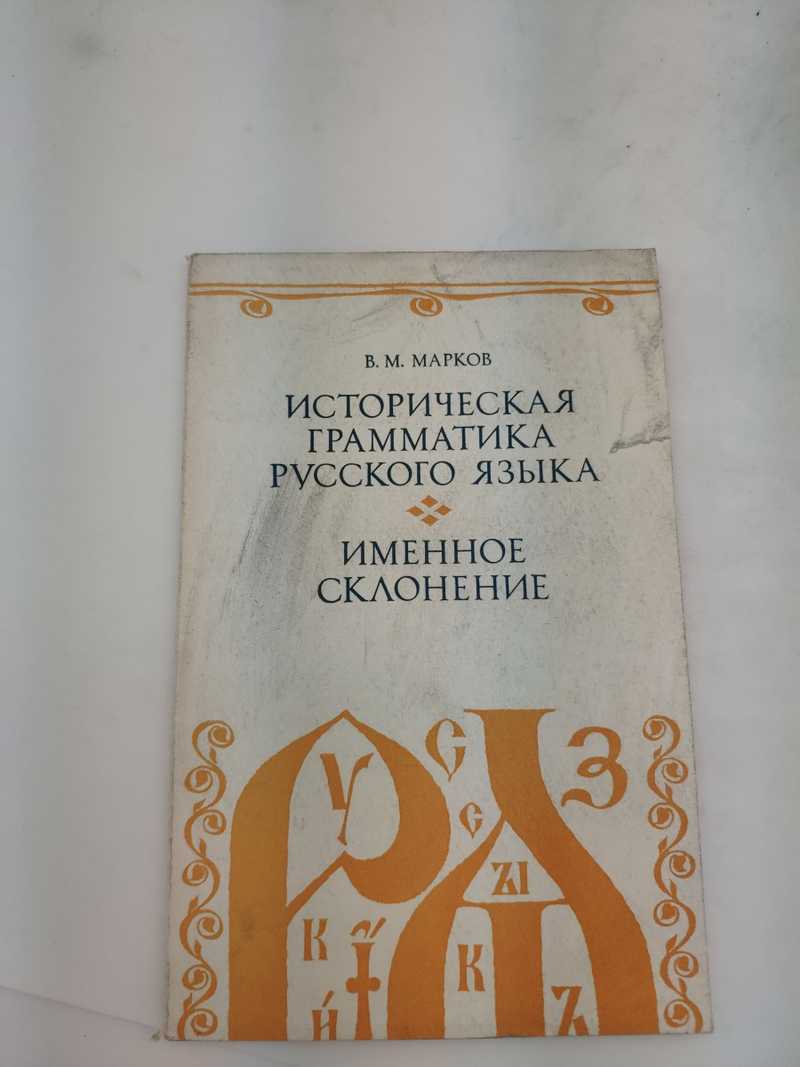 В. М. МАРКОВ
ИСТОРИЧЕСКАЯ
ГРАММАТИКА
РУССКОГО ЯЗЫКА
ИМЕННОЕ
СКЛОНЕНИЕ